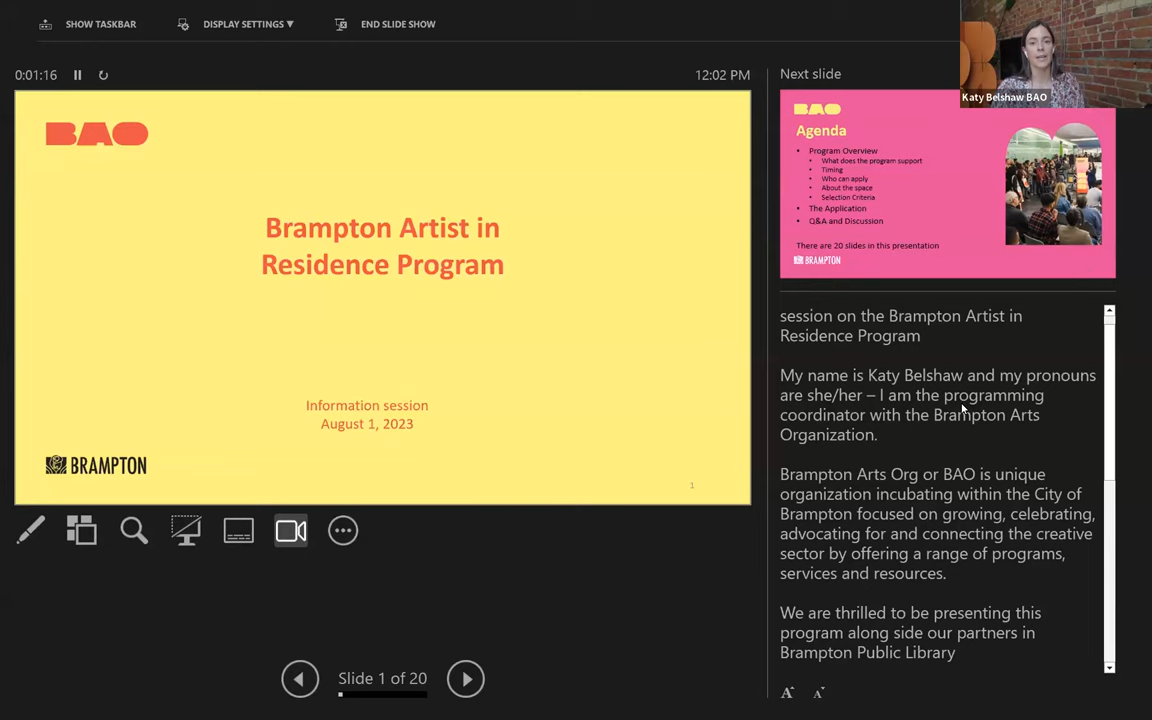 SHOW TASKBAR
DISPLAY SETTINGS ▼
END SLIDE SHOW
0:01:16
12:02 PM
BAO
Brampton Artist in
Residence Program
Information session
August 1, 2023
BRAMPTON
1
Slide 1 of 20
Next slide
Katy Belshaw BAO
BAO
Agenda
• Program Overview
• What does the program support
• Timing
• Who can apply
• About the space
• Selection Criteria
• The Application
• Q&A and Discussion
There are 20 slides in this presentation
BRAMPTON
session on the Brampton Artist in
Residence Program
My name is Katy Belshaw and my pronouns
are she/her – I am the programming
coordinator with the Brampton Arts
Organization.
Brampton Arts Org or BAO is unique
organization incubating within the City of
Brampton focused on growing, celebrating,
advocating for and connecting the creative
sector by offering a range of programs,
services and resources.
We are thrilled to be presenting this
program along side our partners in
Brampton Public Library
A A